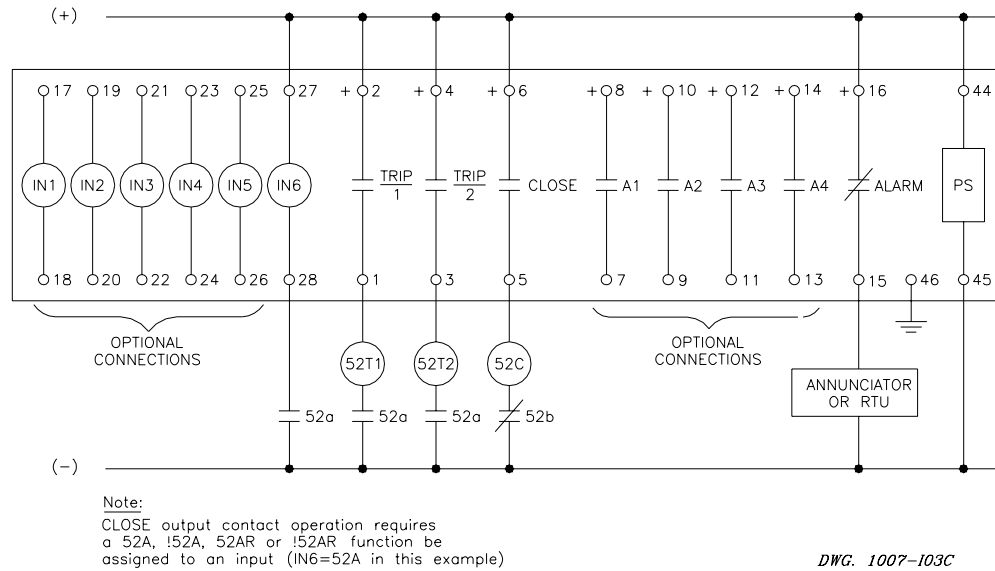 (+)
17 19 21 23 25 27 + 2 + 4 + 6 + 8 + 10 + 12 + 14 + 16 44
IN1 IN2 IN3 IN4 IN5 IN6 TRIP 1 TRIP 2 CLOSE A1 A2 A3 A4 ALARM PS
18 20 22 24 26 28 1 3 5 7 9 11 13 15 46 45
OPTIONAL
CONNECTIONS
OPTIONAL
CONNECTIONS
52T1 52T2 52C
ANNUNCIATOR
OR RTU
52a 52a 52a 52b
(-)
Note:
CLOSE output contact operation requires
a 52A, !52A, 52AR or !52AR function be
assigned to an input (IN6=52A in this example)
DWG. 1007-I03C